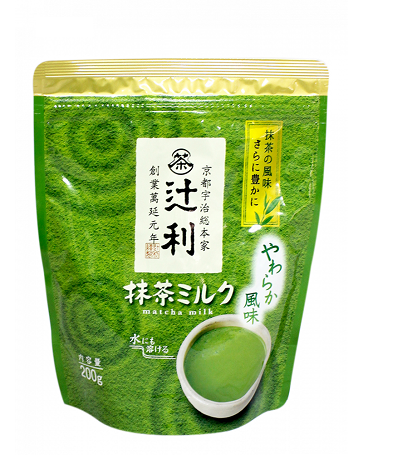 抹茶の風味
さらに豊かに
茶
京都宇治総本家
辻利
創業萬延元年
やわらか
風味
抹茶ミルク
matcha milk
水にも
溶ける
内容量
200g